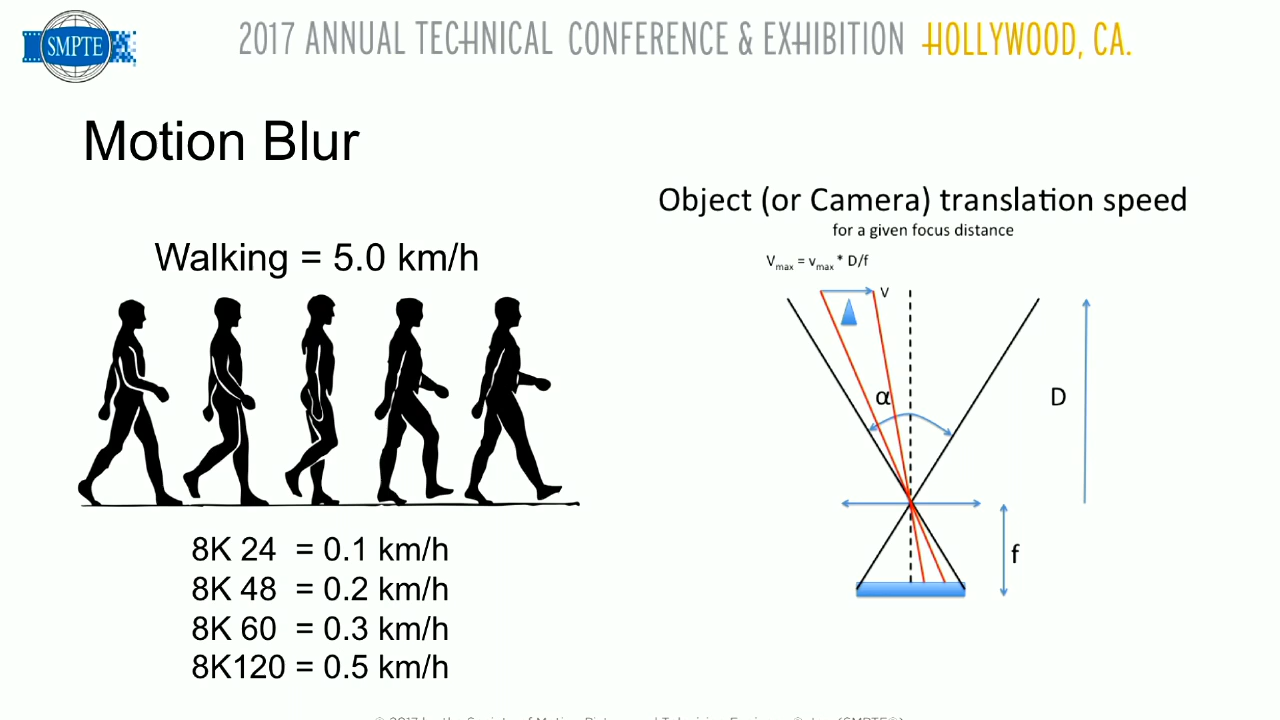 SMPTE
2017 ANNUAL TECHNICAL CONFERENCE & EXHIBITION HOLLYWOOD, CA.
Motion Blur
Walking = 5.0 km/h
8K 24 = 0.1 km/h
8K 48 = 0.2 km/h
8K 60 = 0.3 km/h
8K120 = 0.5 km/h
Object (or Camera) translation speed
for a given focus distance
Vmax = vmax * D/f
V
α
D
f